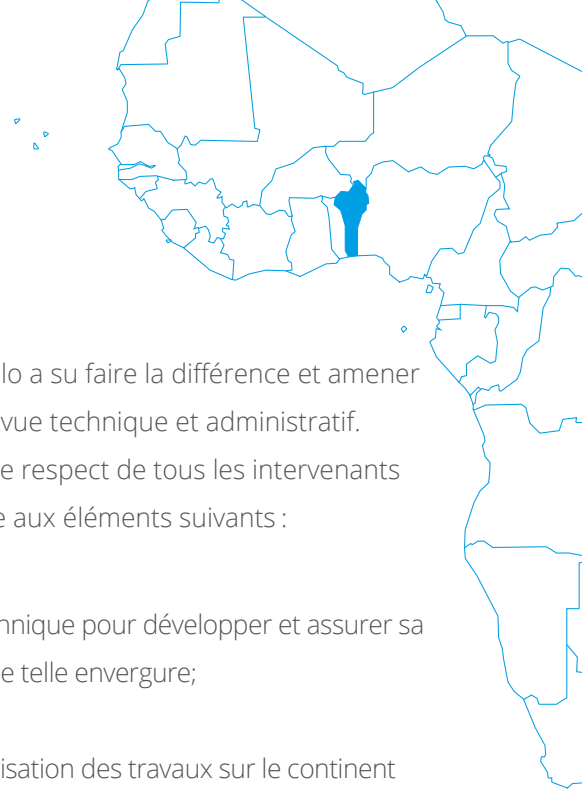 lo a su faire la différence et amener
vue technique et administratif.
e respect de tous les intervenants
e aux éléments suivants :
hnique pour développer et assurer sa
e telle envergure;
isation des travaux sur le continent